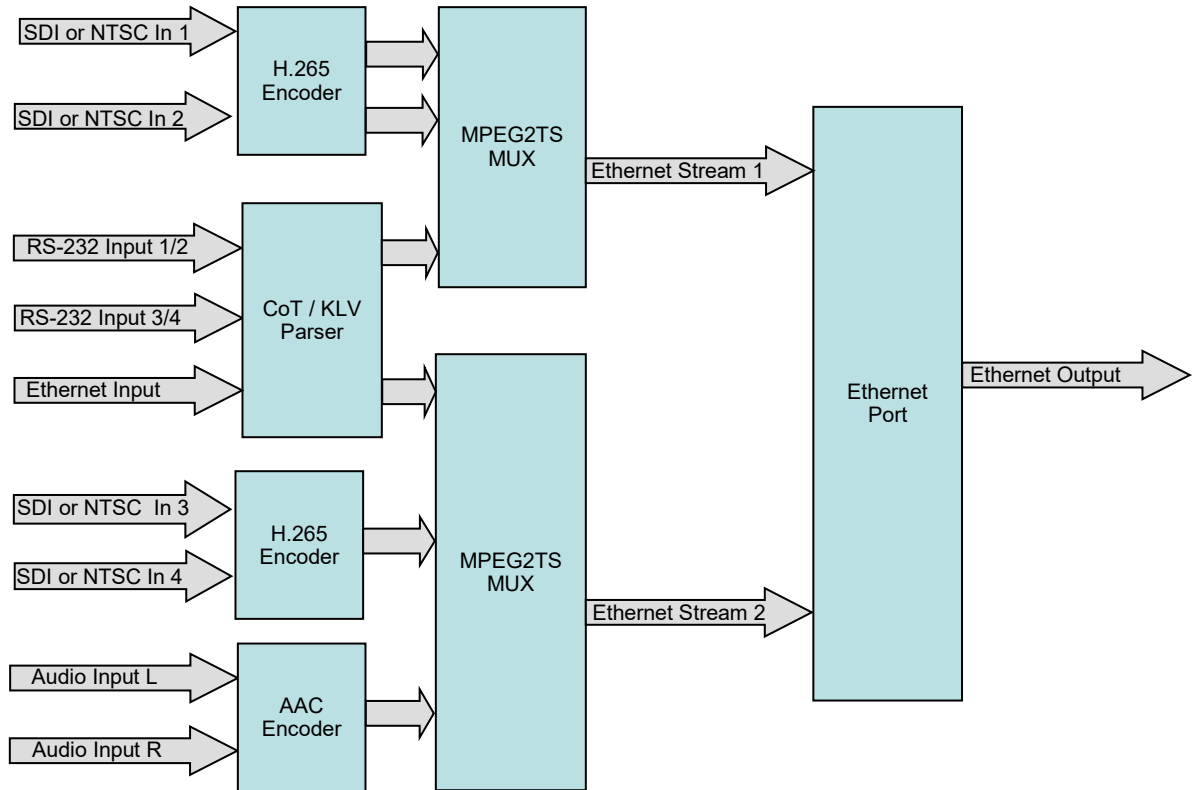 SDI or NTSC In 1
SDI or NTSC In 2
H.265
Encoder
MPEG2TS
MUX
Ethernet Stream 1
RS-232 Input 1/2
RS-232 Input 3/4
Ethernet Input
CoT / KLV
Parser
Ethernet
Port
Ethernet Output
SDI or NTSC  In 3
SDI or NTSC In 4
H.265
Encoder
MPEG2TS
MUX
Ethernet Stream 2
Audio Input L
Audio Input R
AAC
Encoder